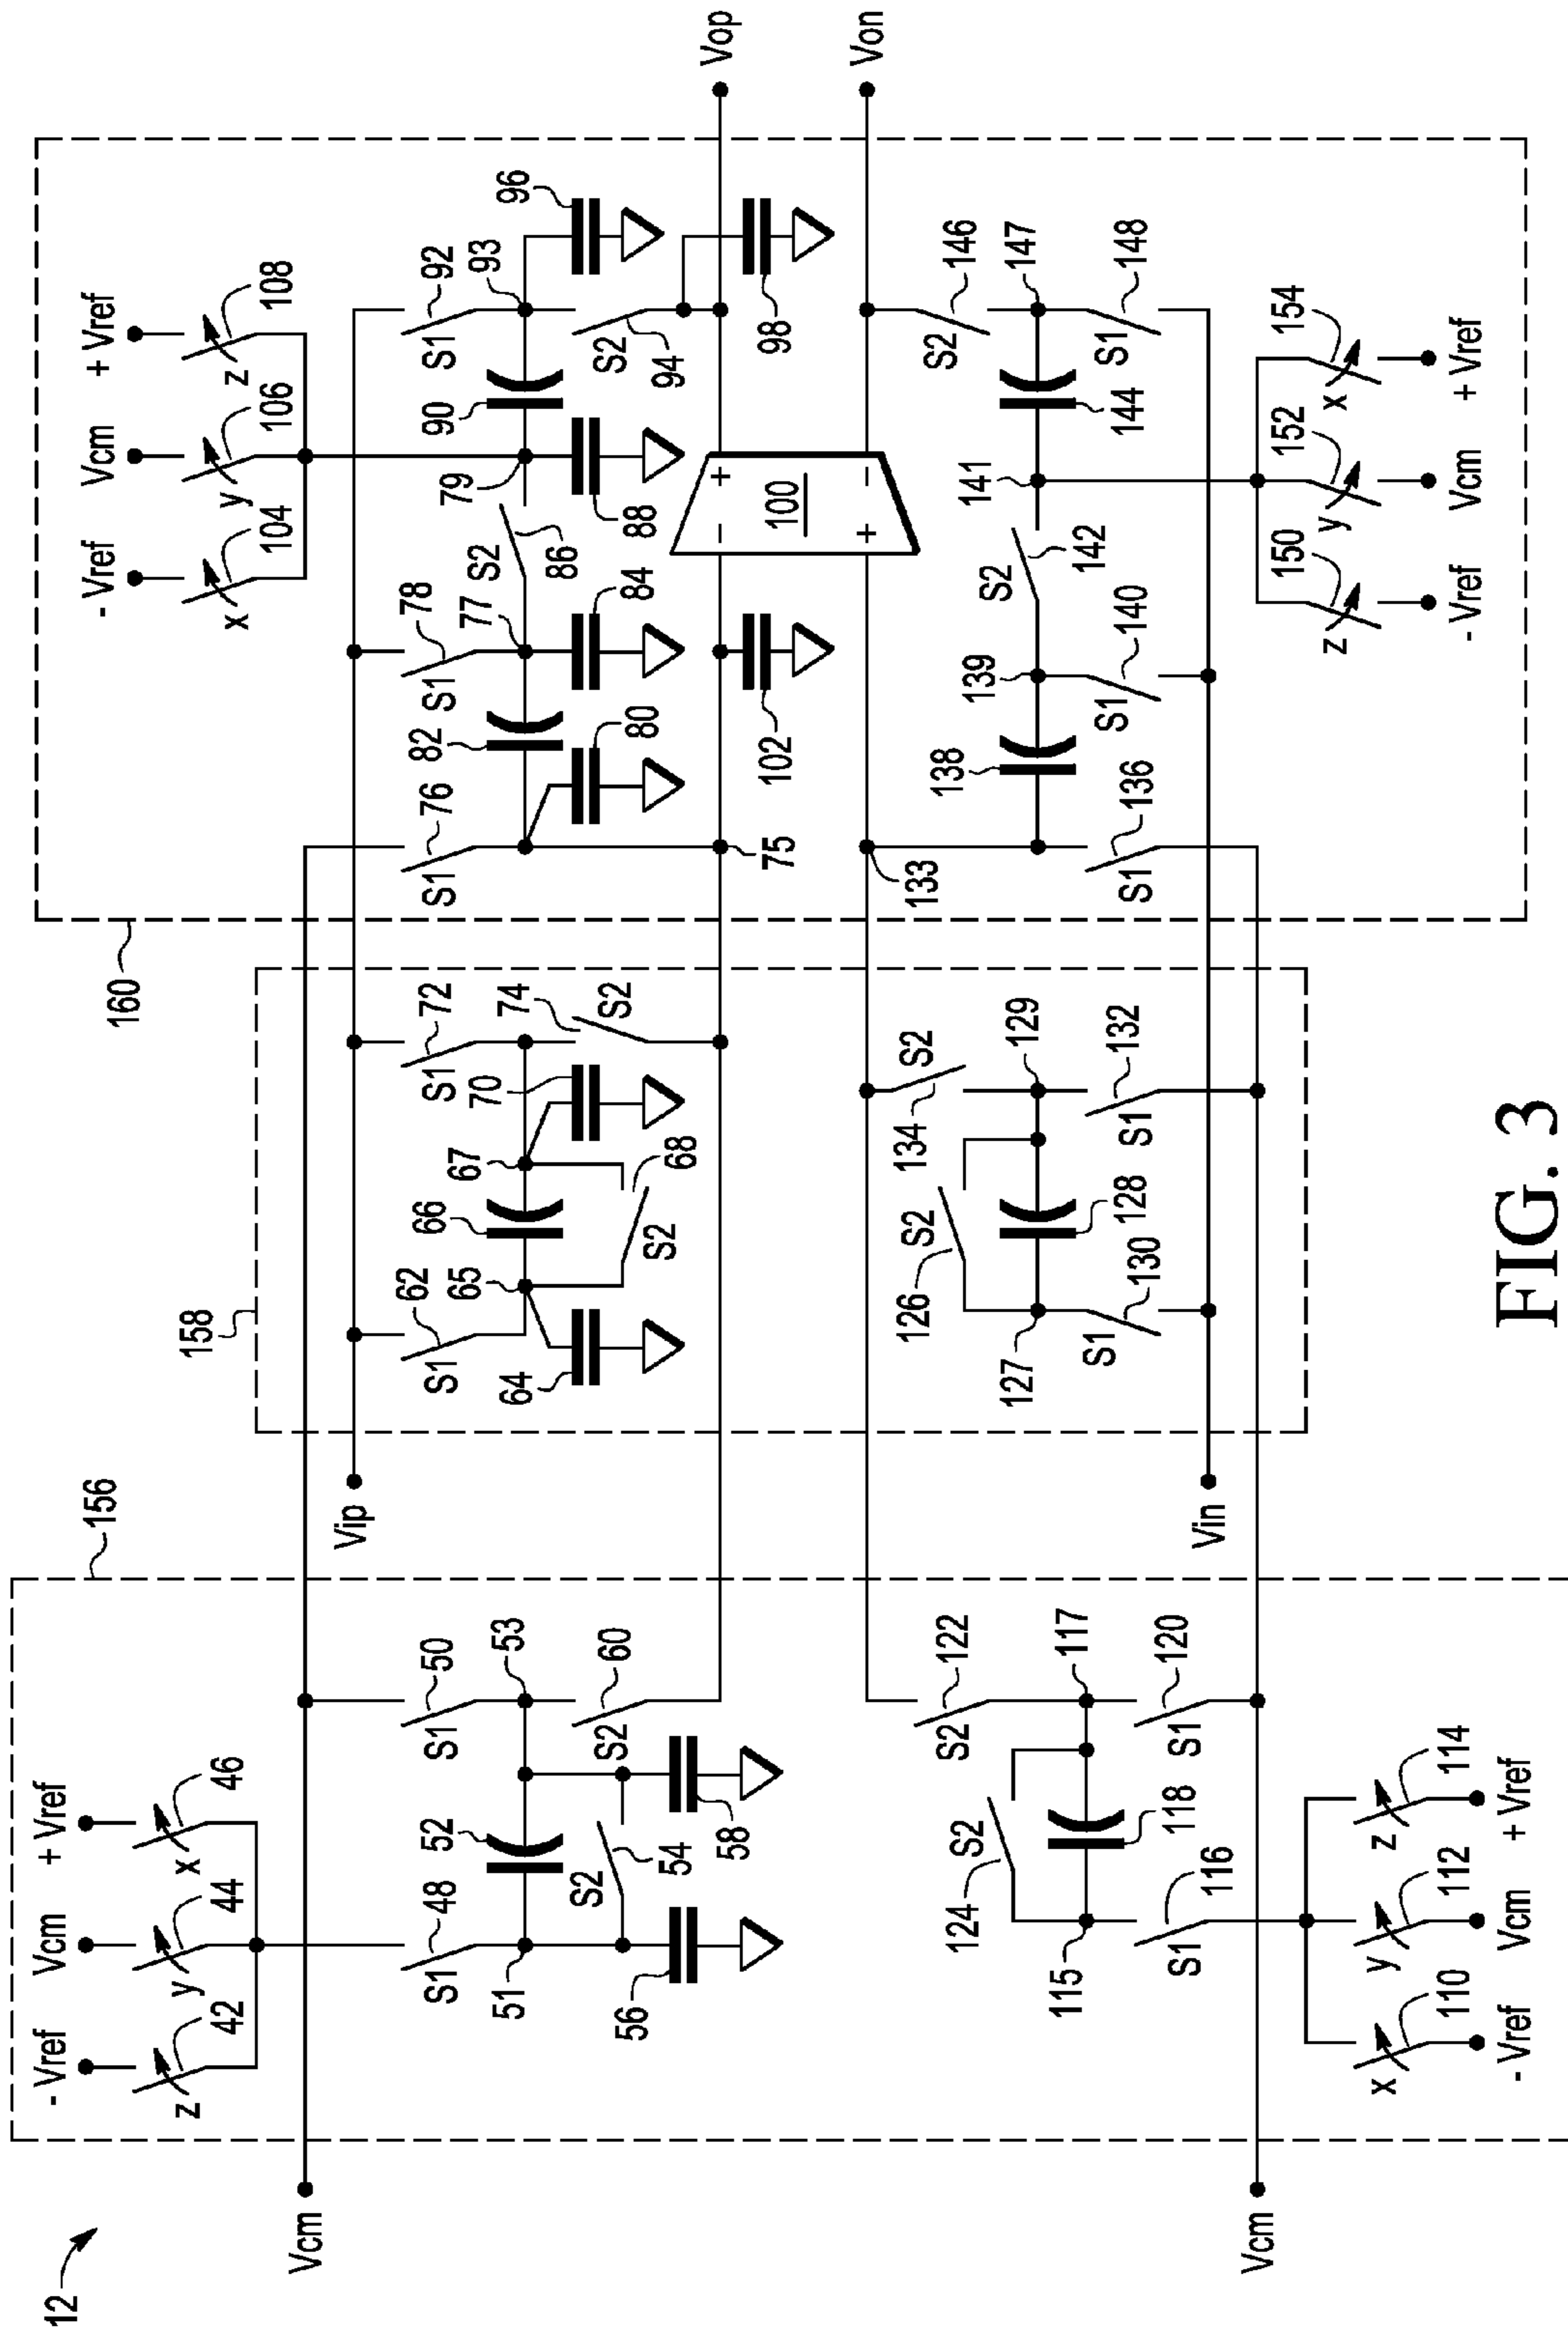 12
Vcm
156
- Vref
Vcm
+ Vref
z
y
x
42
44
46
S1
48
S1
50
51
52
53
S2
54
S2
60
56
58
Vip
158
S1
62
65
66
67
S1
72
74
S2
64
70
68
S2
160
- Vref
Vcm
+ Vref
x
y
z
104
106
108
S1
76
82
S1
78
77
80
84
S2
86
79
88
90
S1
92
93
96
S2
94
98
Vop
75
102
-
+
100
+
-
Von
133
S2
122
117
S2
124
118
115
S1
116
S1
120
x
y
z
110
112
114
- Vref
Vcm
+ Vref
Vcm
S2
134
S2
126
129
128
127
S1
130
S1
132
Vin
138
139
S2
142
141
144
S2
146
147
S1
136
S1
140
S1
148
z
y
x
150
152
154
- Vref
Vcm
+ Vref
FIG. 3